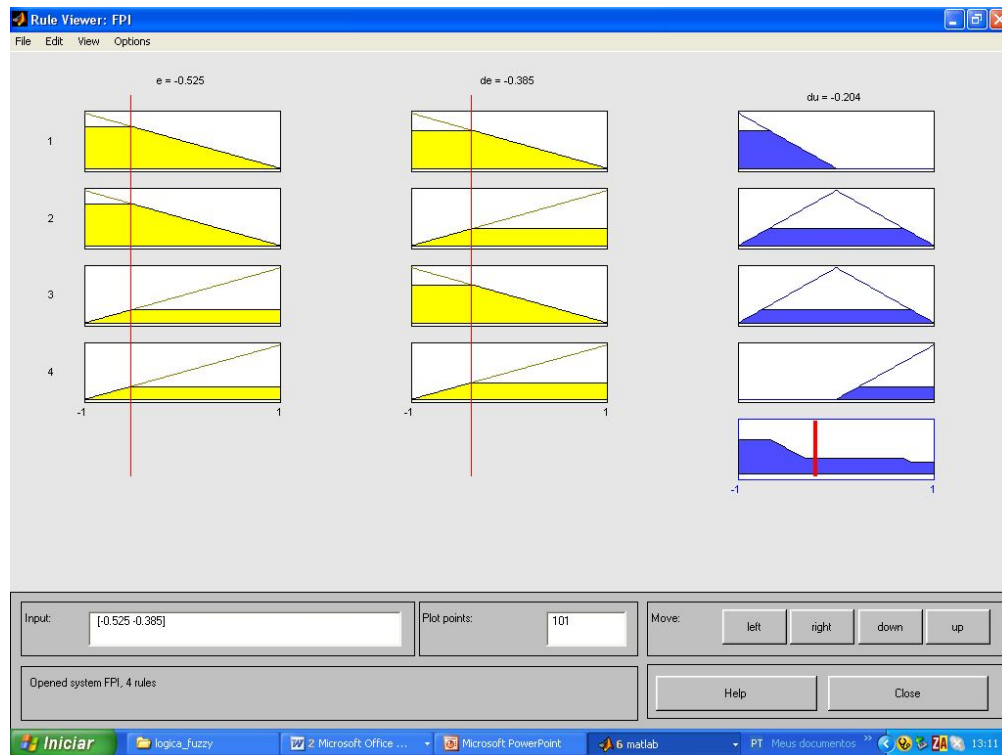 Rule Viewer: FPI
File Edit View Options
e = -0.525 de = -0.385 du = -0.204
1
2
3
4
-1 1 -1 1
-1 1
Input: [-0.525 -0.385] Plot points: 101 Move: left right down up
Opened system FPI, 4 rules Help Close
Iniciar logica_fuzzy 2 Microsoft Office ... Microsoft PowerPoint 6 matlab PT Meus documentos » 13:11